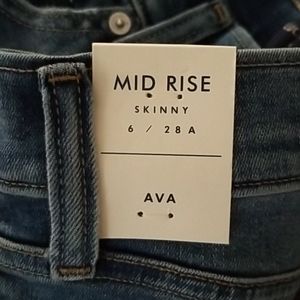 MID RISE
SKINNY
6 / 28A
AVA